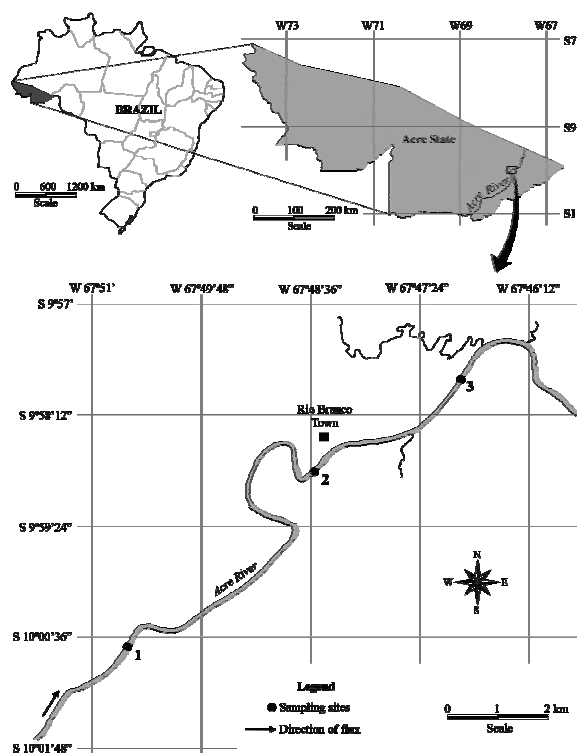 W73 W71 W69 W67
S7
BRAZIL
Acre State
S9
Acre River
0 600 1200 km
Scale
0 100 200 km
Scale
S1
W 67°51' W 67°49'48" W 67°48'36" W 67°47'24" W 67°46'12"
S 9°57'
3
S 9°58'12"
Rio Branco
Town
2
S 9°59'24"
Acre River
N
W E
S
S 10°00'36"
1
Legend
Sampling sites
Direction of flux
0 1 2 km
Scale
S 10°01'48"